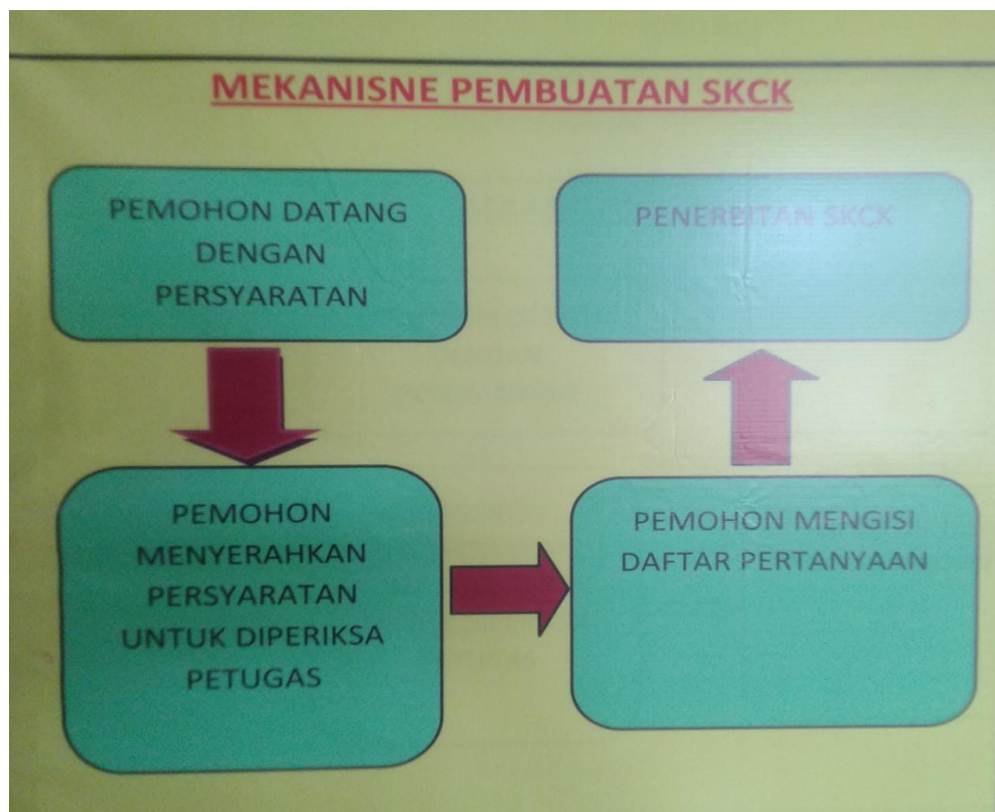 MEKANISNE PEMBUATAN SKCK
PEMOHON DATANG
DENGAN
PERSYARATAN
PEMOHON
MENYERAHKAN
PERSYARATAN
UNTUK DIPERIKSA
PETUGAS
PEMOHON MENGISI
DAFTAR PERTANYAAN
PENERBITAN SKCK